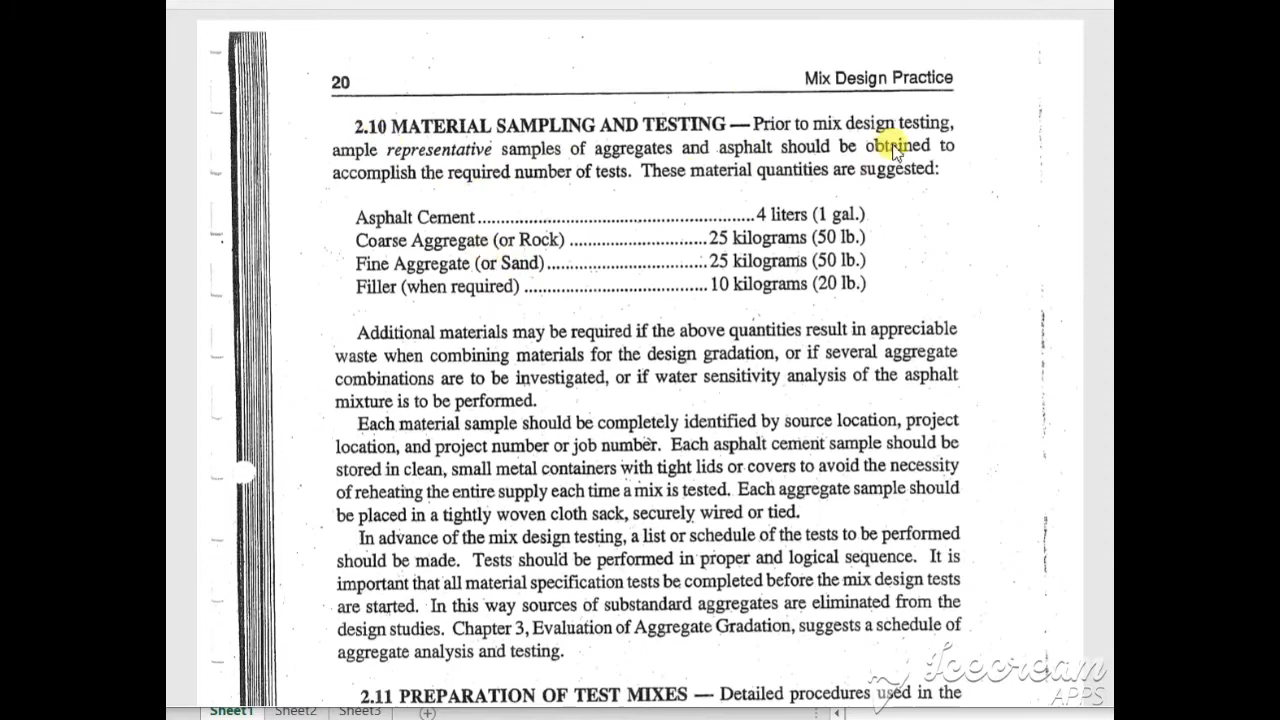 20
Mix Design Practice
2.10 MATERIAL SAMPLING AND TESTING — Prior to mix design testing,
ample representative samples of aggregates and asphalt should be obtained to
accomplish the required number of tests. These material quantities are suggested:
Asphalt Cement............................................................4 liters (1 gal.)
Coarse Aggregate (or Rock) ..............................25 kilograms (50 lb.)
Fine Aggregate (or Sand)...................................25 kilograms (50 lb.)
Filler (when required) ........................................10 kilograms (20 lb.)
Additional materials may be required if the above quantities result in appreciable
waste when combining materials for the design gradation, or if several aggregate
combinations are to be investigated, or if water sensitivity analysis of the asphalt
mixture is to be performed.
Each material sample should be completely identified by source location, project
location, and project number or job number. Each asphalt cement sample should be
stored in clean, small metal containers with tight lids or covers to avoid the necessity
of reheating the entire supply each time a mix is tested. Each aggregate sample should
be placed in a tightly woven cloth sack, securely wired or tied.
In advance of the mix design testing, a list or schedule of the tests to be performed
should be made. Tests should be performed in proper and logical sequence. It is
important that all material specification tests be completed before the mix design tests
are started. In this way sources of substandard aggregates are eliminated from the
design studies. Chapter 3, Evaluation of Aggregate Gradation, suggests a schedule of
aggregate analysis and testing.
2.11 PREPARATION OF TEST MIXES — Detailed procedures used in the
Icecream
APPS
Sheet1 Sheet2 Sheet3